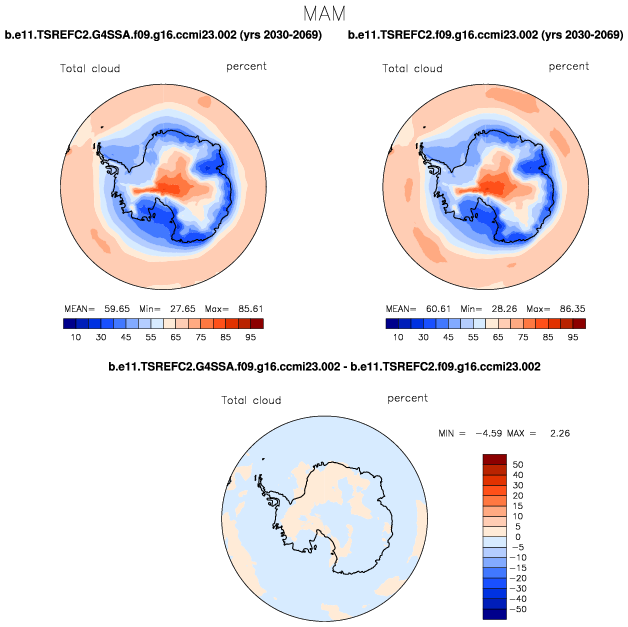 MAM
b.e11.TSREFC2.G4SSA.f09.g16.ccmi23.002 (yrs 2030-2069)
b.e11.TSREFC2.f09.g16.ccmi23.002 (yrs 2030-2069)
Total cloud percent
Total cloud percent
MEAN= 59.65 Min= 27.65 Max= 85.61
MEAN= 60.61 Min= 28.26 Max= 86.35
10 30 45 55 65 75 85 95
10 30 45 55 65 75 85 95
b.e11.TSREFC2.G4SSA.f09.g16.ccmi23.002 - b.e11.TSREFC2.f09.g16.ccmi23.002
Total cloud percent
MIN = -4.59 MAX = 2.26
50
40
30
20
15
10
5
0
-5
-10
-15
-20
-30
-40
-50